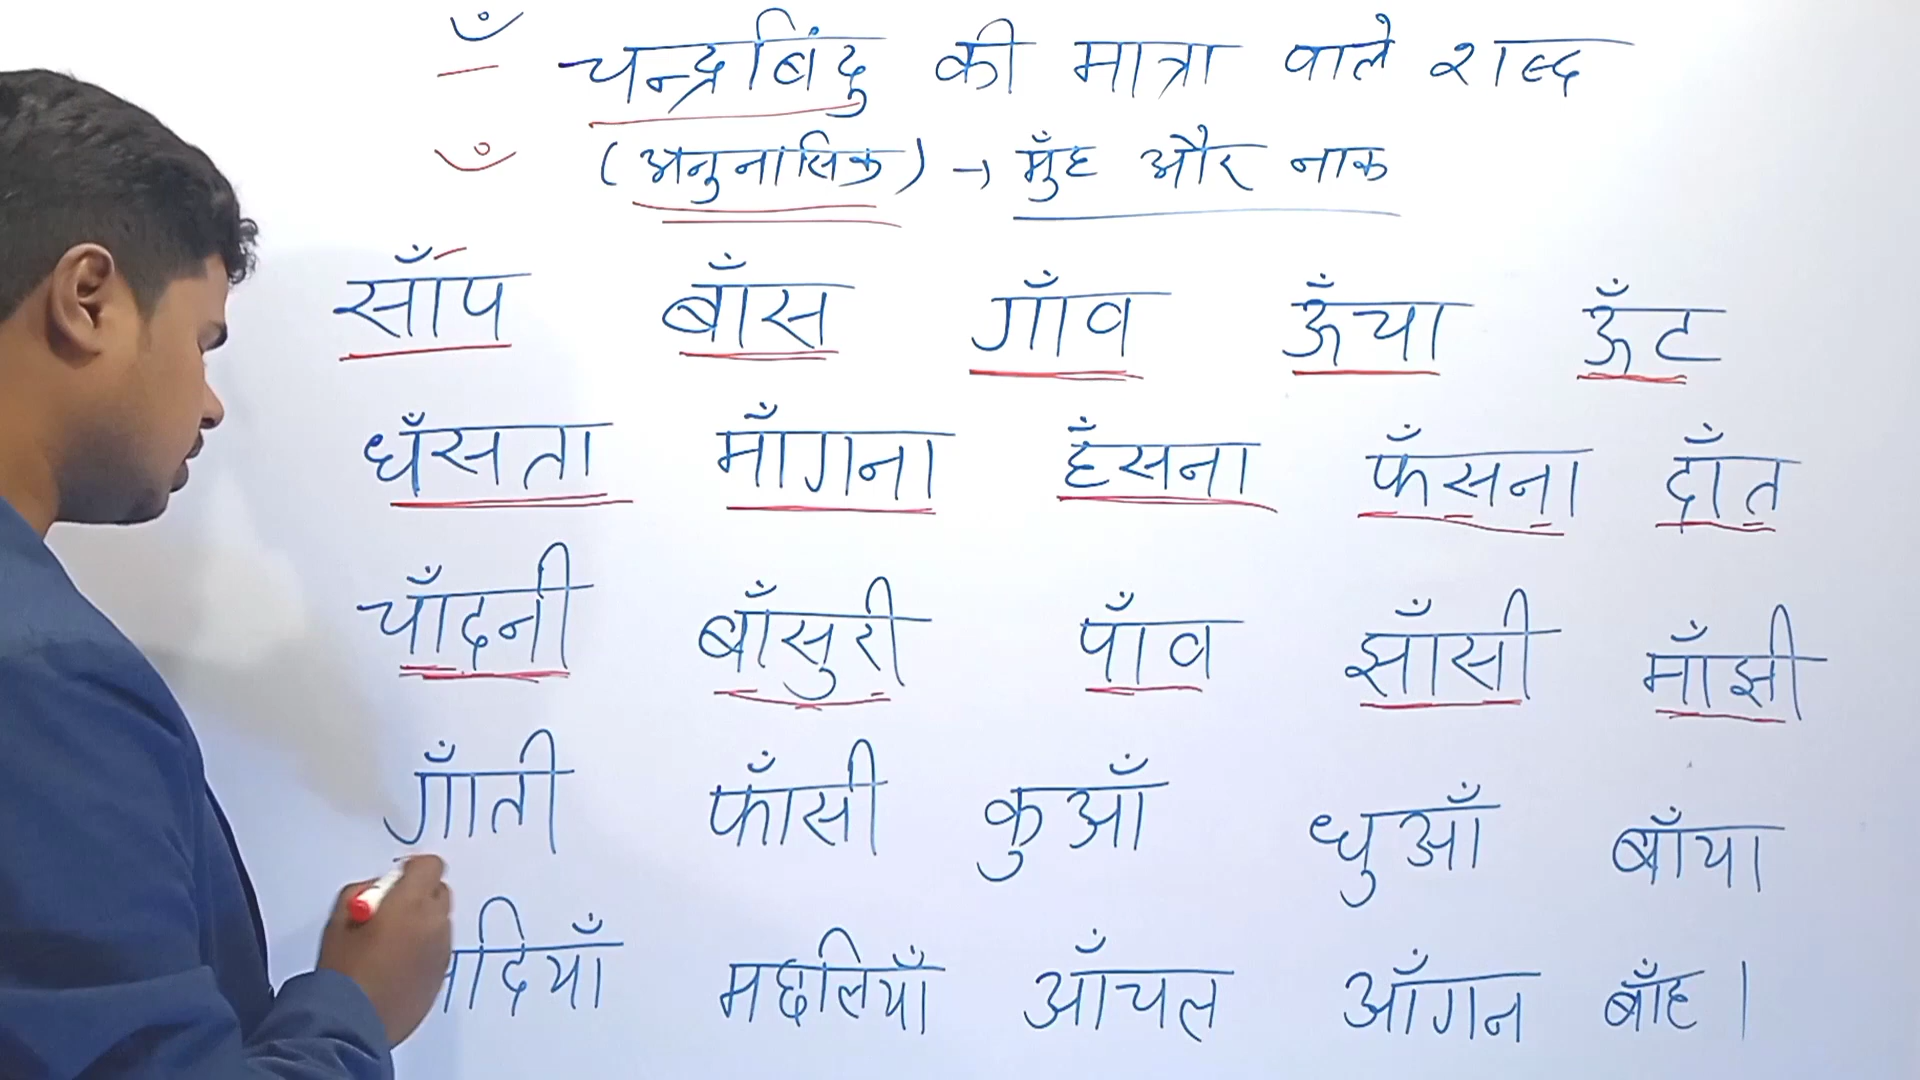 ँ चन्द्रबिंदु की मात्रा वाले शब्द
ँ (अनुनासिक) → मुँह और नाक
साँप बाँस गाँव ऊँचा ऊँट
धँसता माँगना हँसना फँसना दाँत
चाँदनी बाँसुरी पाँव झाँसी माँझी
गाँती फाँसी कुआँ धुआँ बाँया
मछलियाँ आँचल आँगन बाँह।